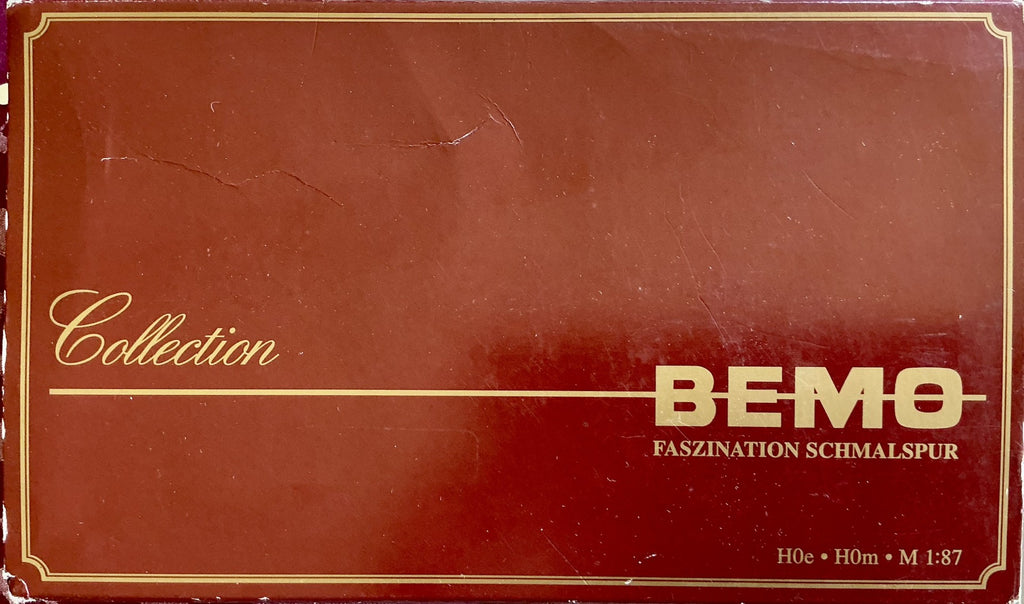 Collection
BEMO
FASZINATION SCHMALSPUR
H0e • H0m • M 1:87